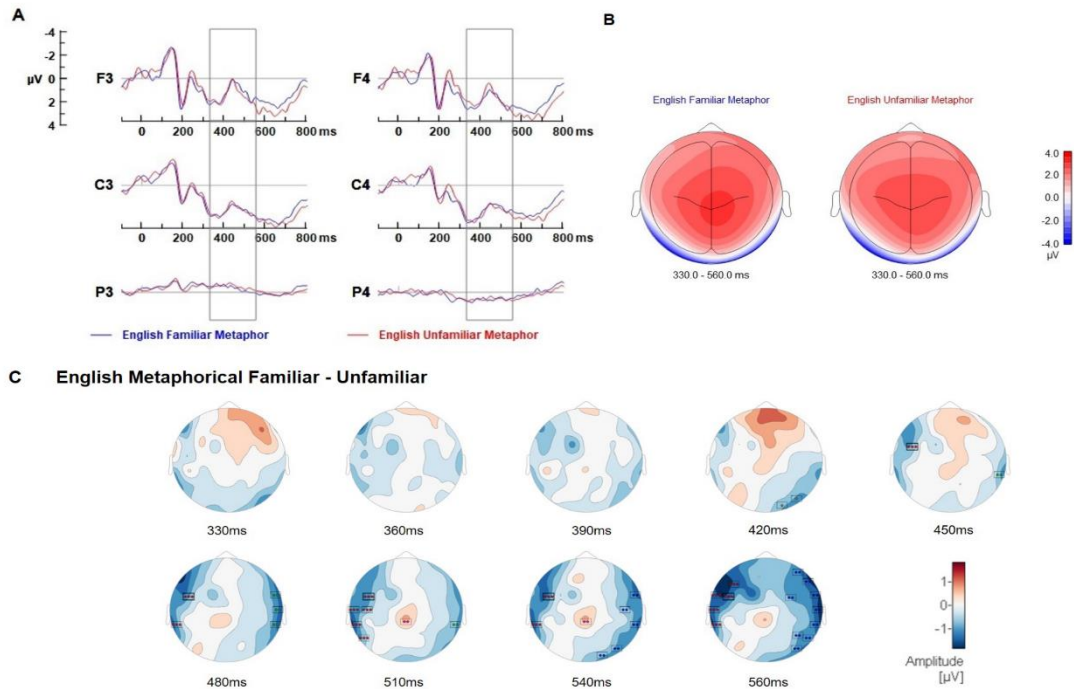 A
-4
-2
µV 0
2
4
F3
0 200 400 600 800 ms
F4
0 200 400 600 800 ms
C3
0 200 400 600 800 ms
C4
0 200 400 600 800 ms
P3
P4
English Familiar Metaphor
English Unfamiliar Metaphor
B
English Familiar Metaphor
English Unfamiliar Metaphor
330.0 - 560.0 ms
330.0 - 560.0 ms
4.0
2.0
0.0
-2.0
-4.0
µV
C English Metaphorical Familiar - Unfamiliar
330ms
360ms
390ms
420ms
450ms
480ms
510ms
540ms
560ms
1
0
-1
Amplitude
[µV]